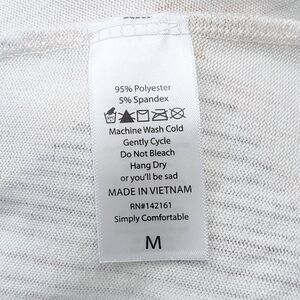 95% Polyester
5% Spandex
Machine Wash Cold
Gently Cycle
Do Not Bleach
Hang Dry
or you'll be sad
MADE IN VIETNAM
RN#142161
Simply Comfortable
M